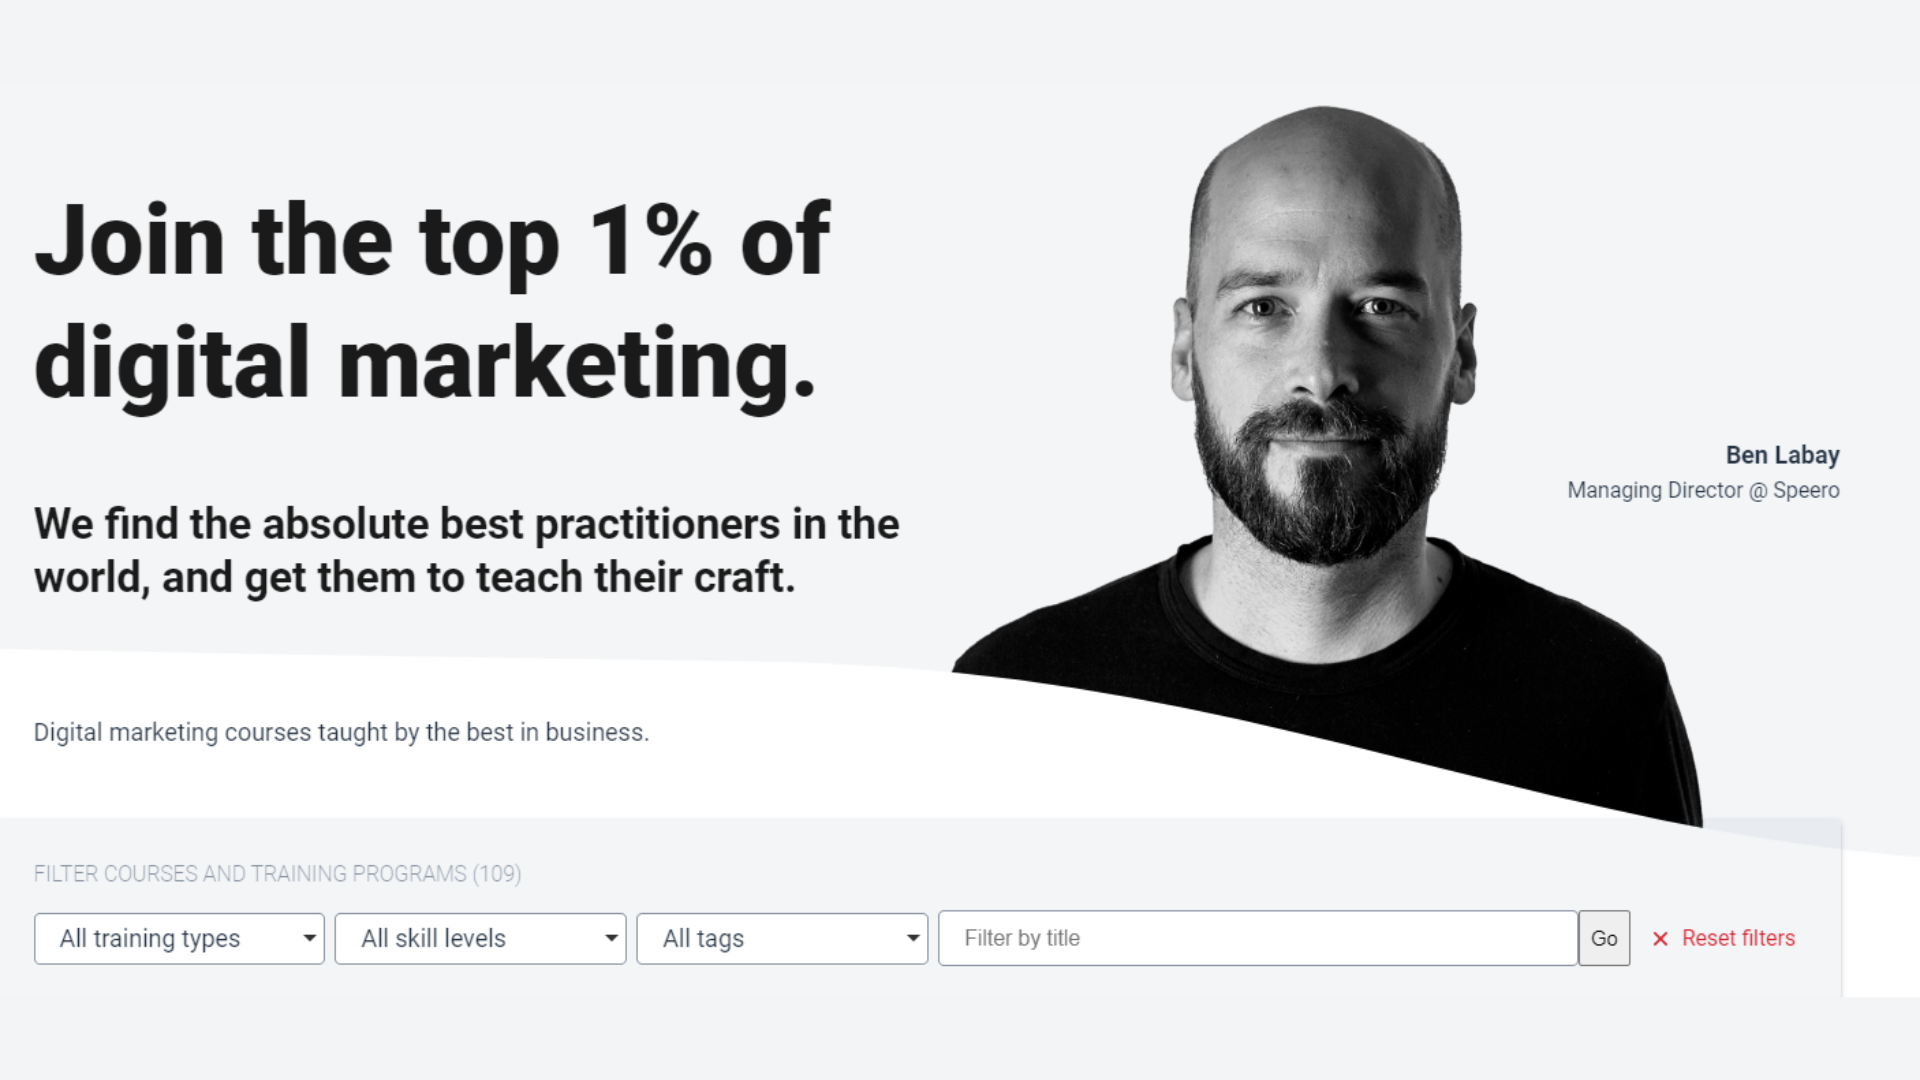 Join the top 1% of
digital marketing.
We find the absolute best practitioners in the
world, and get them to teach their craft.
Ben Labay
Managing Director @ Speero
Digital marketing courses taught by the best in business.
FILTER COURSES AND TRAINING PROGRAMS (109)
All training types All skill levels All tags Filter by title Go ✕ Reset filters